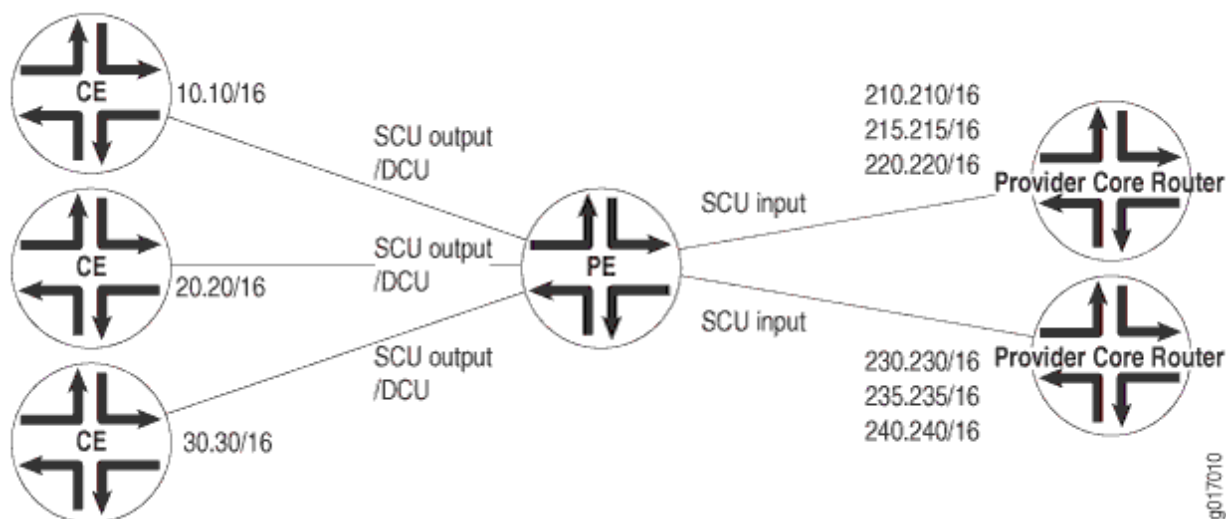 CE
10.10/16
SCU output
/DCU
CE
20.20/16
SCU output
/DCU
CE
30.30/16
SCU output
/DCU
PE
SCU input
SCU input
210.210/16
215.215/16
220.220/16
Provider Core Router
230.230/16
235.235/16
240.240/16
Provider Core Router
g017010